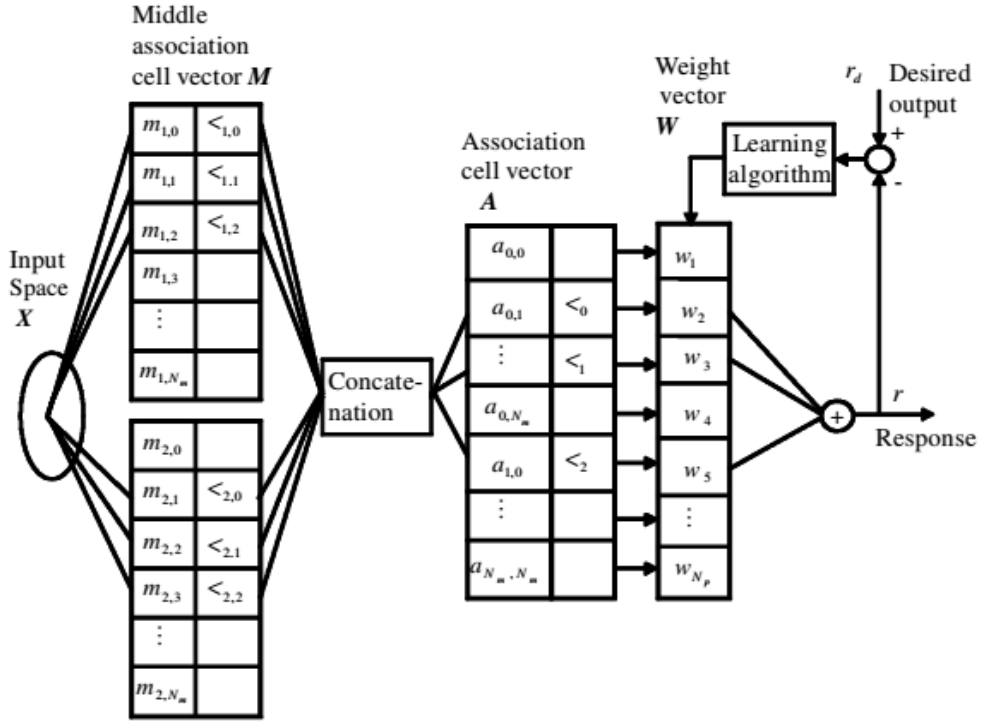 Middle
association
cell vector M
m1,0 <1,0
m1,1 <1.1
m1,2 <1,2
m1,3
⋮
m1,Nm
Input
Space
X
m2,0
m2,1 <2,0
m2,2 <2.1
m2,3 <2,2
⋮
m2,Nm
Concate-
nation
Association
cell vector
A
a0,0
a0,1 <0
⋮ <1
a0,Nm
a1,0 <2
⋮
aNm,Nm
Weight
vector
W
w1
w2
w3
w4
w5
⋮
wNp
Learning
algorithm
rd Desired
output
+
-
+
r
Response